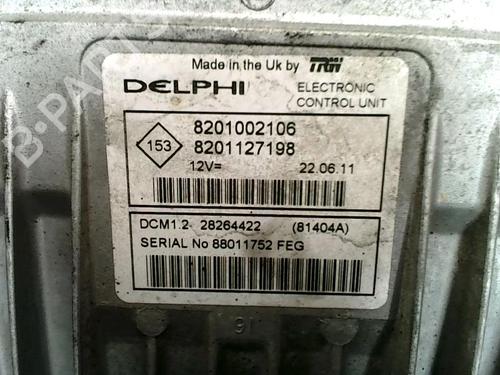 Made in the Uk by TRW
DELPHI
ELECTRONIC
CONTROL UNIT
153
8201002106
8201127198
12V=
22.06.11
DCM1.2 28264422 (81404A)
SERIAL No 88011752 FEG
B-PARTS